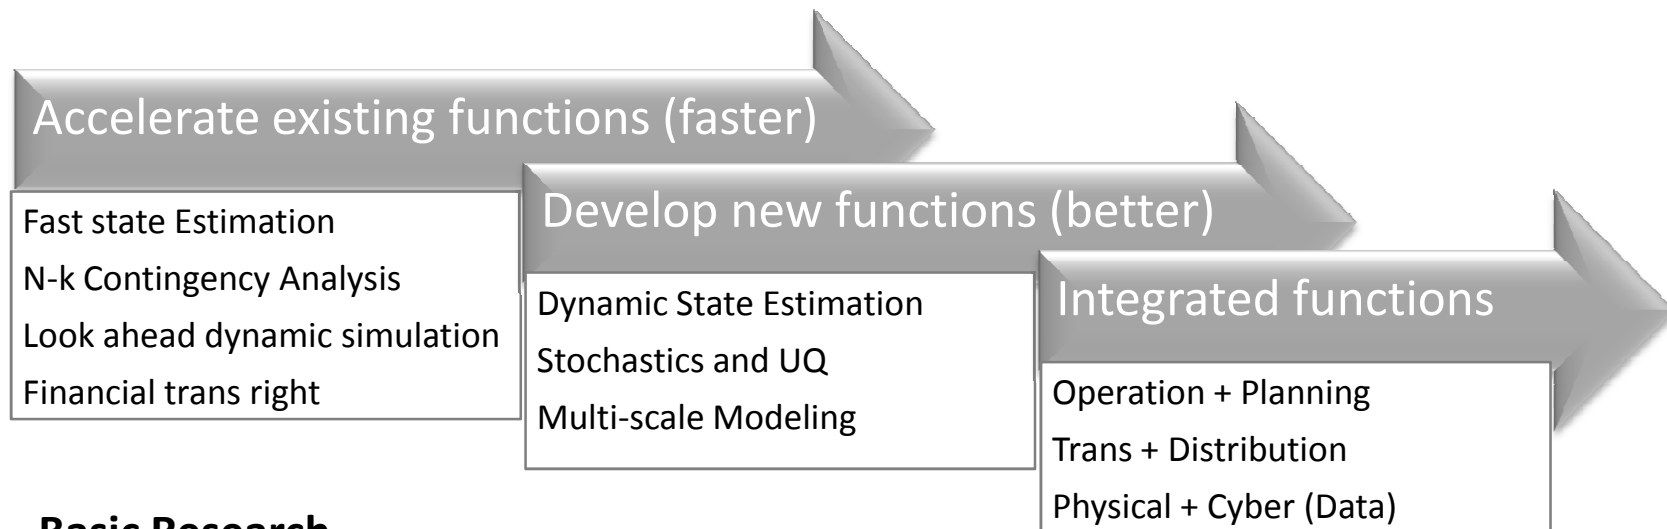 Accelerate existing functions (faster)
Fast state Estimation
N-k Contingency Analysis
Look ahead dynamic simulation
Financial trans right
Develop new functions (better)
Dynamic State Estimation
Stochastics and UQ
Multi-scale Modeling
Integrated functions
Operation + Planning
Trans + Distribution
Physical + Cyber (Data)
Basic Research